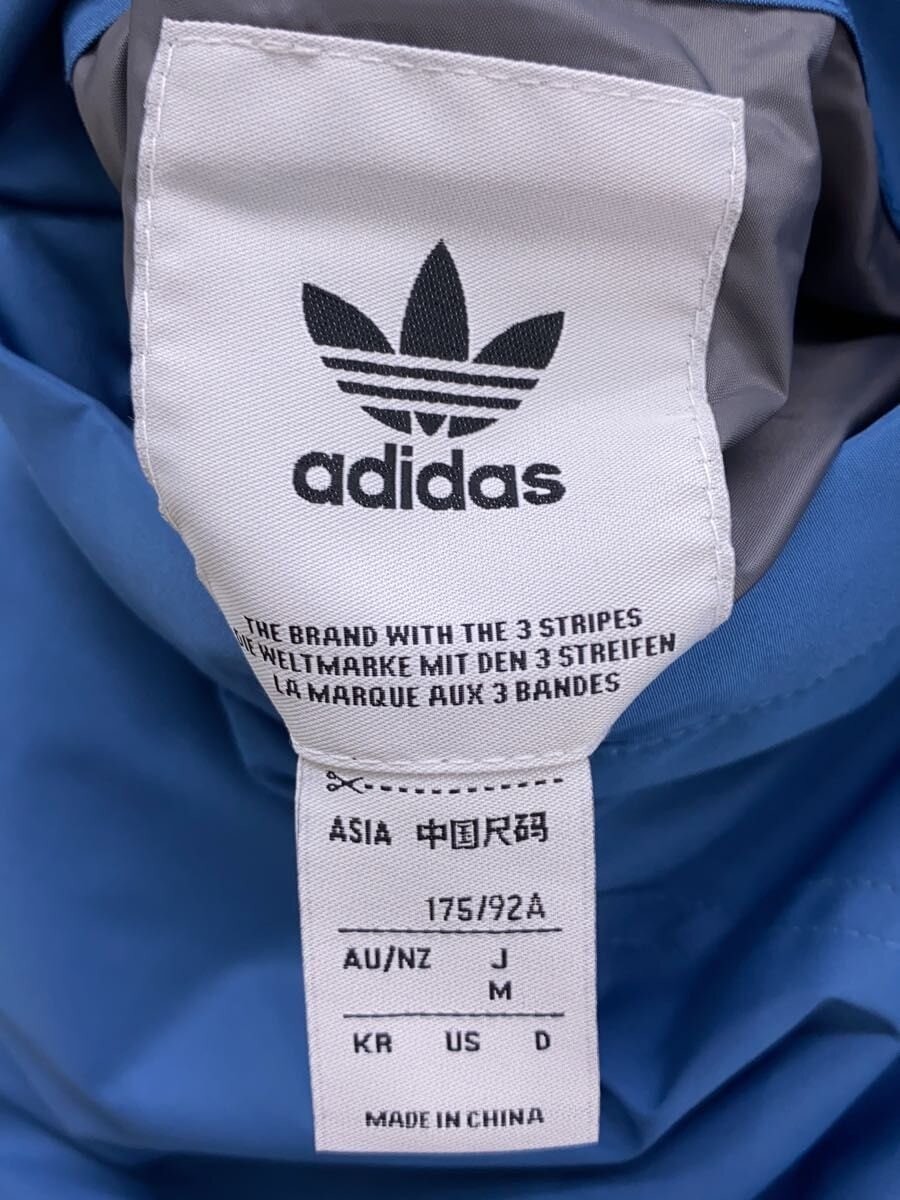 adidas
THE BRAND WITH THE 3 STRIPES
DIE WELTMARKE MIT DEN 3 STREIFEN
LA MARQUE AUX 3 BANDES
ASIA 中国尺码
175/92A
AU/NZ J
M
KR US D
MADE IN CHINA